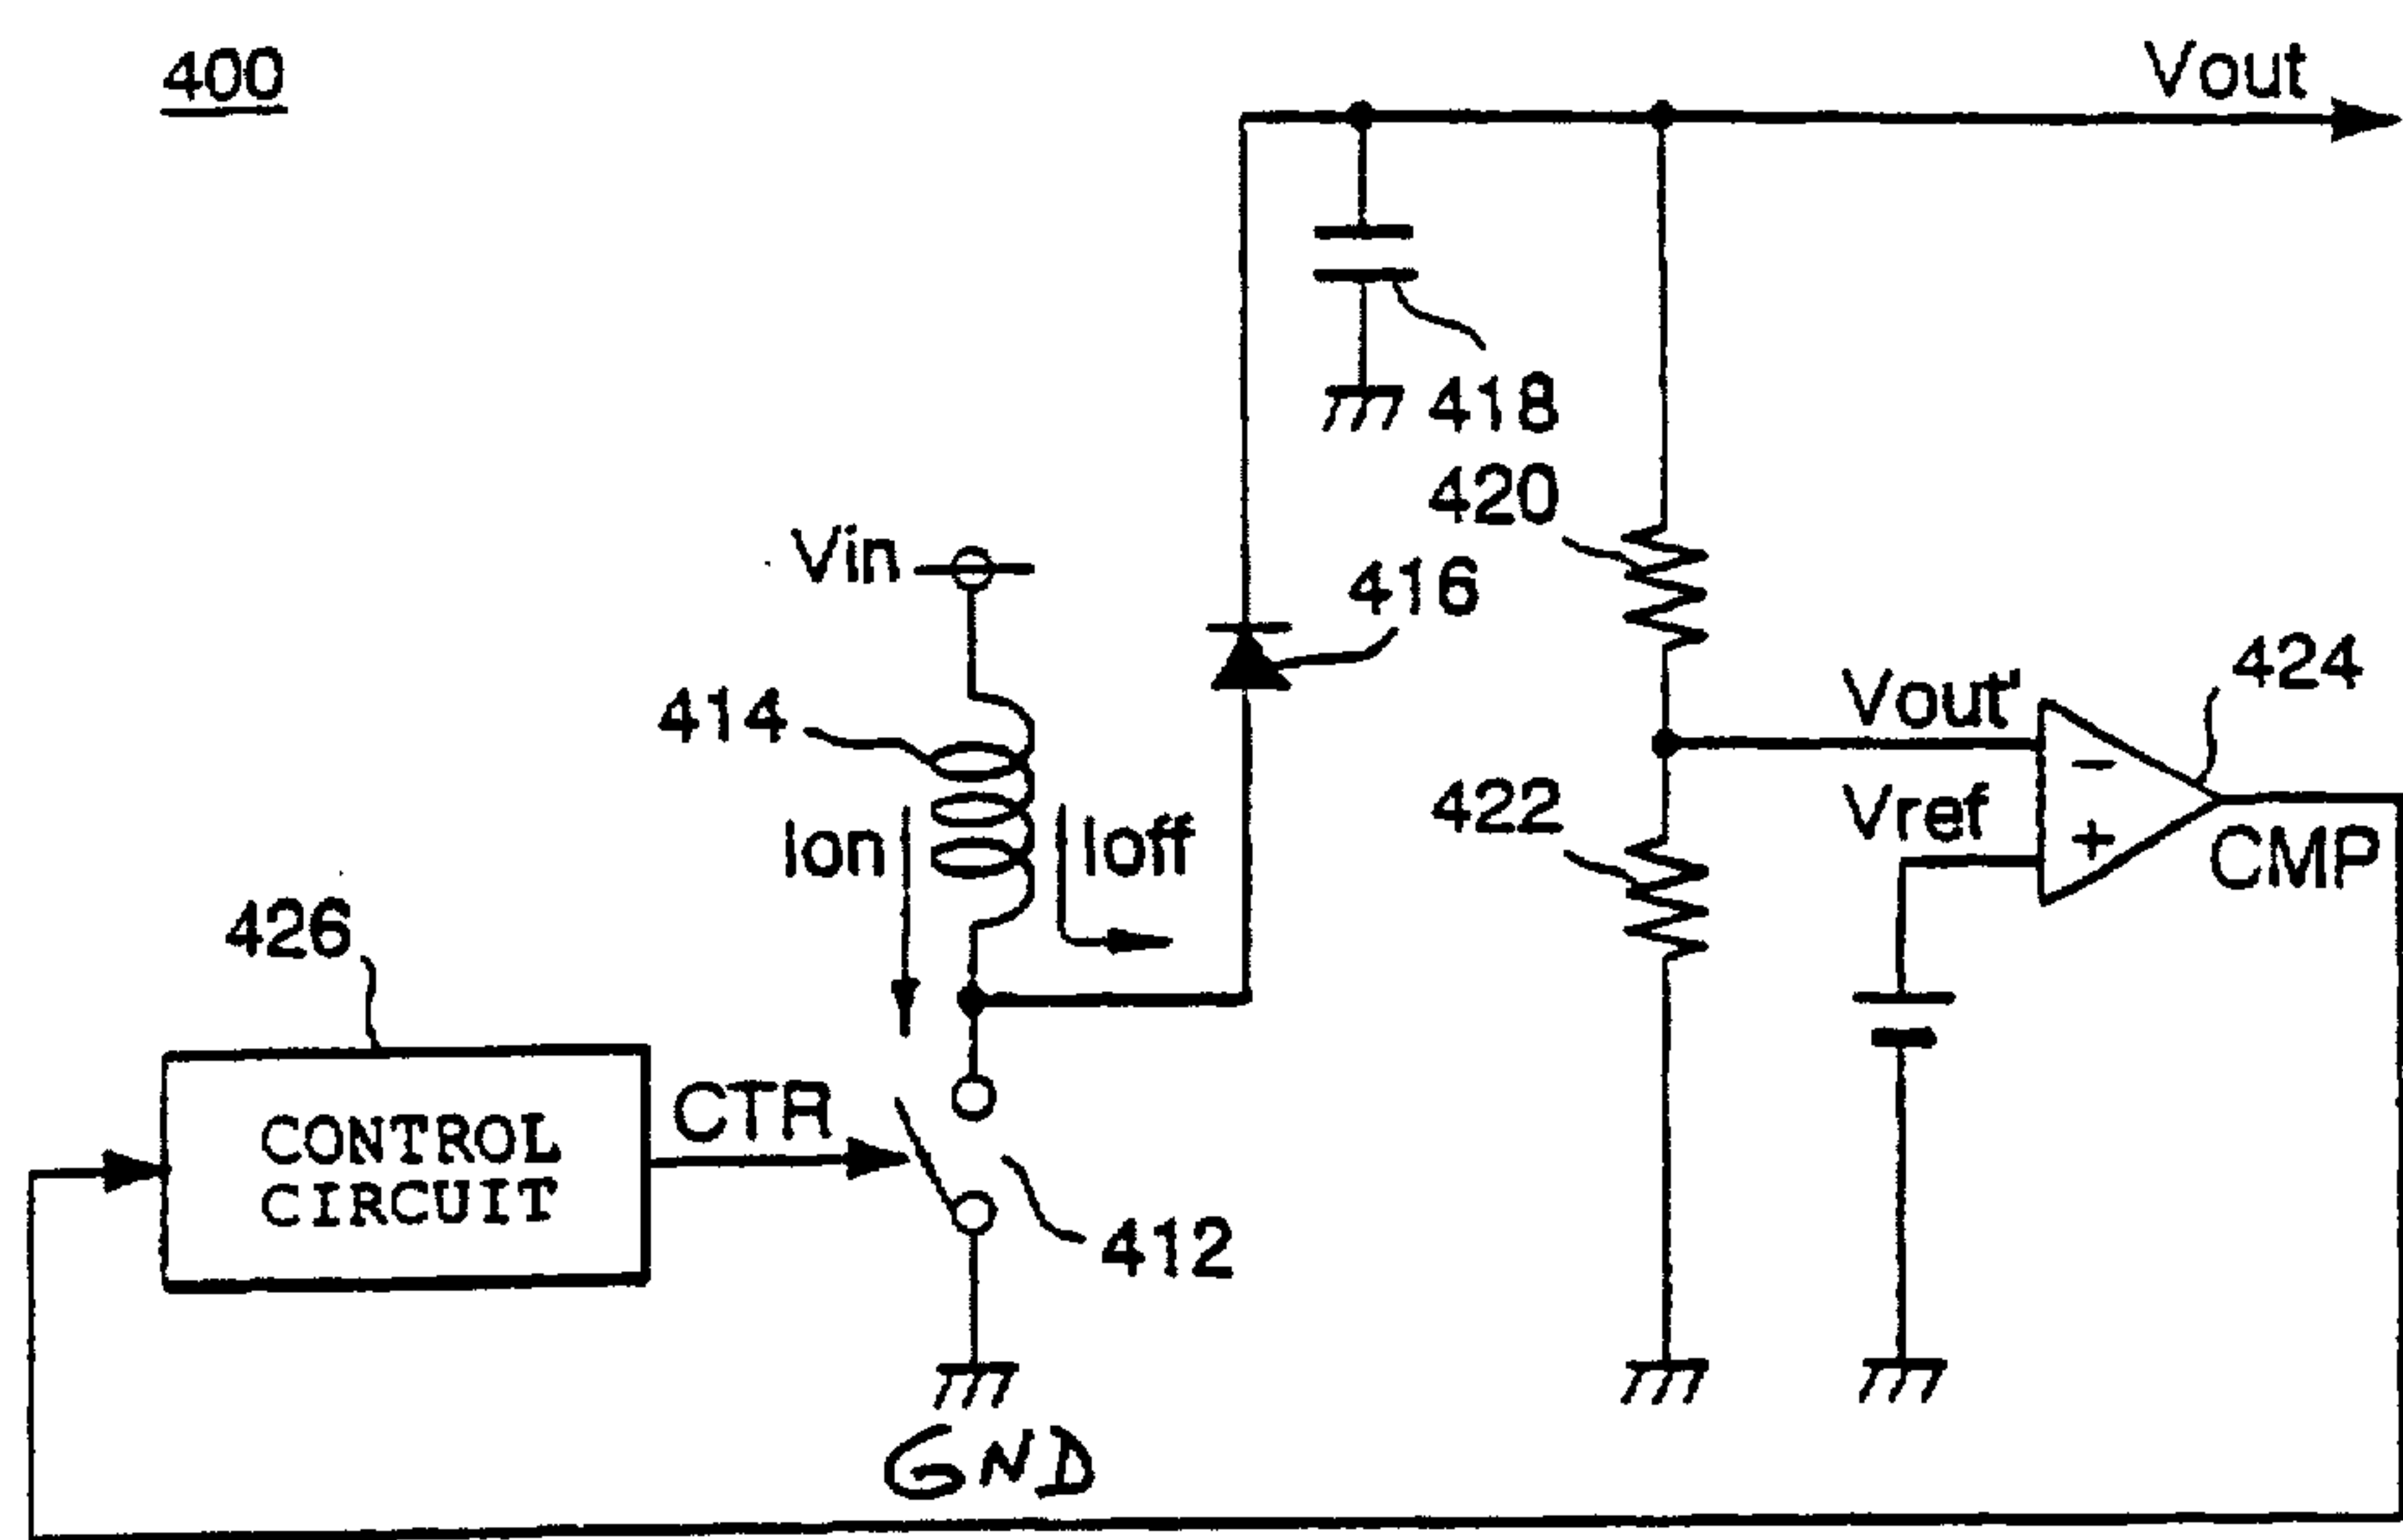 400
Vout
418
420
Vin
416
424
414
Vout'
422
Vref
Ion
Ioff
CMP
426
CTR
CONTROL
CIRCUIT
412
GND